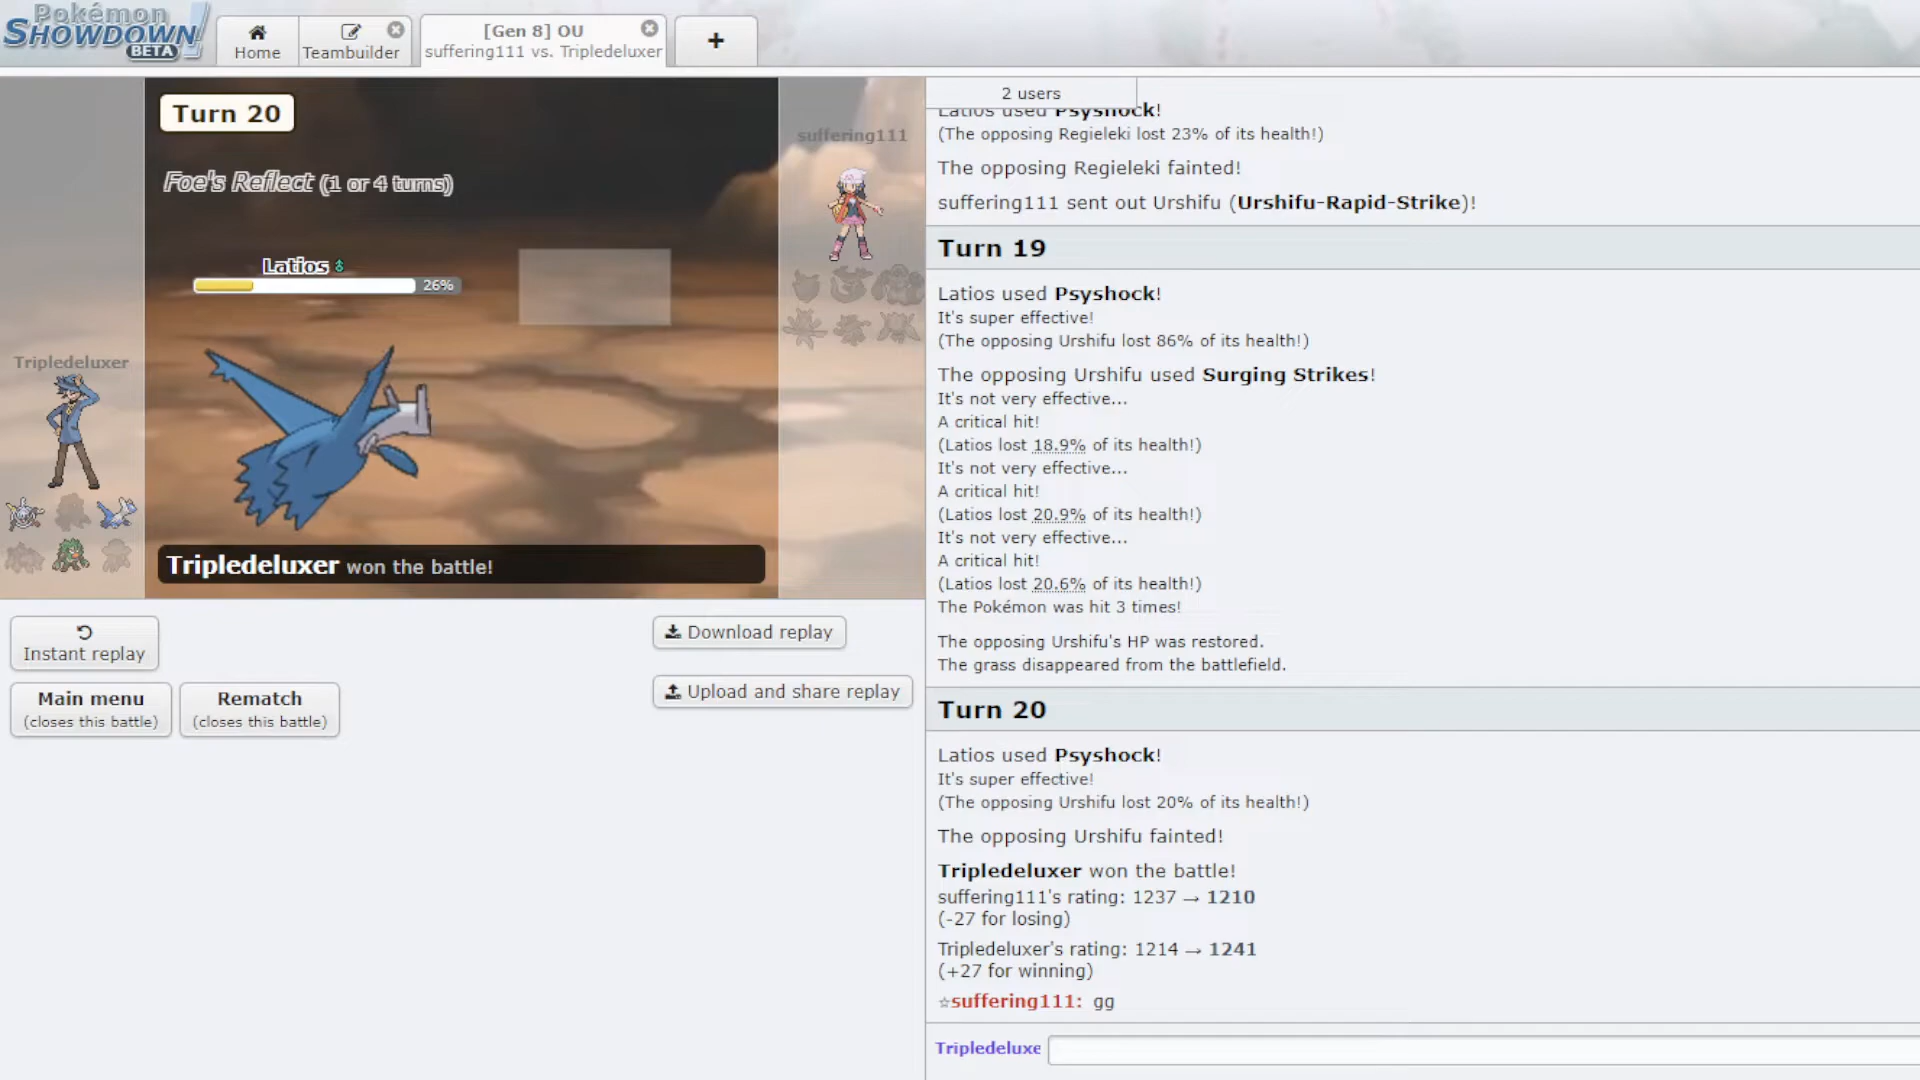 Pokémon
SHOWDOWN!
BETA
Home
Teambuilder
[Gen 8] OU
suffering111 vs. Tripledeluxer
+
Turn 20
Foe's Reflect (1 or 4 turns)
Latios ♂
26%
Tripledeluxer
suffering111
Tripledeluxer won the battle!
Instant replay
Download replay
Upload and share replay
Main menu
(closes this battle)
Rematch
(closes this battle)
2 users
Latios used Psyshock!
(The opposing Regieleki lost 23% of its health!)
The opposing Regieleki fainted!
suffering111 sent out Urshifu (Urshifu-Rapid-Strike)!
Turn 19
Latios used Psyshock!
It's super effective!
(The opposing Urshifu lost 86% of its health!)
The opposing Urshifu used Surging Strikes!
It's not very effective...
A critical hit!
(Latios lost 18.9% of its health!)
It's not very effective...
A critical hit!
(Latios lost 20.9% of its health!)
It's not very effective...
A critical hit!
(Latios lost 20.6% of its health!)
The Pokémon was hit 3 times!
The opposing Urshifu's HP was restored.
The grass disappeared from the battlefield.
Turn 20
Latios used Psyshock!
It's super effective!
(The opposing Urshifu lost 20% of its health!)
The opposing Urshifu fainted!
Tripledeluxer won the battle!
suffering111's rating: 1237 → 1210
(-27 for losing)
Tripledeluxer's rating: 1214 → 1241
(+27 for winning)
☆suffering111: gg
Tripledeluxe